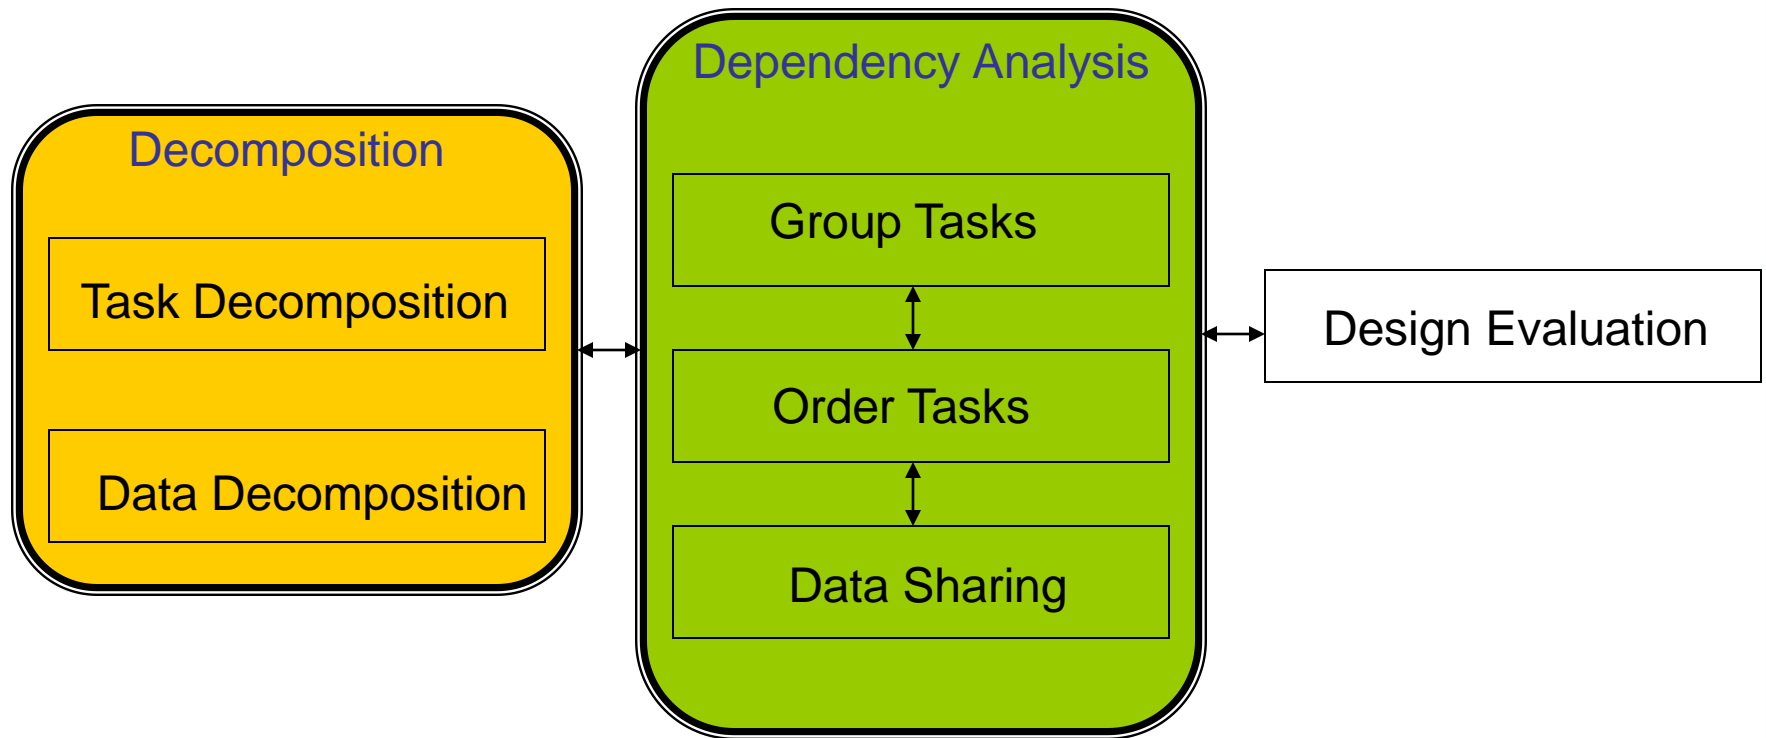 Decomposition
Task Decomposition
Data Decomposition
Dependency Analysis
Group Tasks
Order Tasks
Data Sharing
Design Evaluation